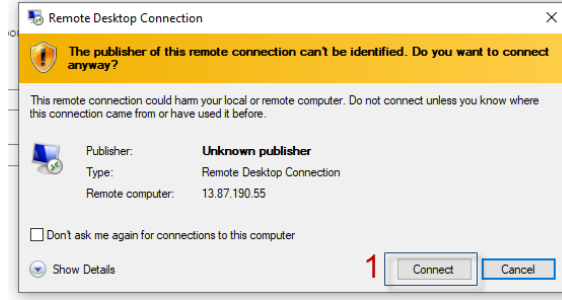 Remote Desktop Connection
The publisher of this remote connection can't be identified. Do you want to connect
anyway?
This remote connection could harm your local or remote computer. Do not connect unless you know where
this connection came from or have used it before.
Publisher: Unknown publisher
Type: Remote Desktop Connection
Remote computer: 13.87.190.55
Don't ask me again for connections to this computer
Show Details 1 Connect Cancel